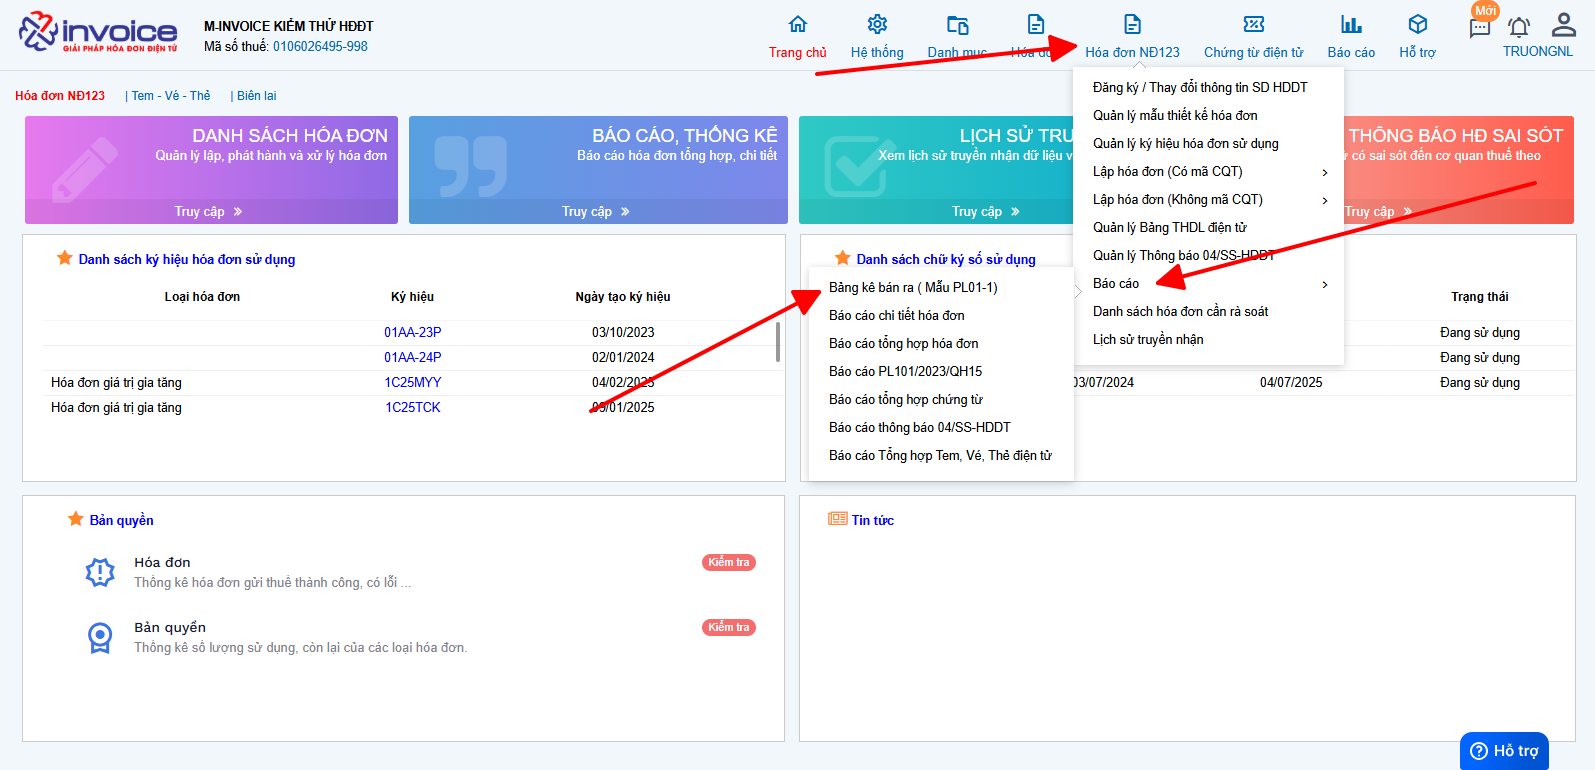 invoice
GIẢI PHÁP HÓA ĐƠN ĐIỆN TỬ
M-INVOICE KIỂM THỬ HĐĐT
Mã số thuế: 0106026495-998
Trang chủ
Hệ thống
Danh mục
Hóa đơn NĐ123
Chứng từ điện tử
Báo cáo
Hỗ trợ
Mới
TRUONGNL
Hóa đơn NĐ123 | Tem - Vé - Thẻ | Biên lai
DANH SÁCH HÓA ĐƠN
Quản lý lập, phát hành và xử lý hóa đơn
Truy cập »
BÁO CÁO, THỐNG KÊ
Báo cáo hóa đơn tổng hợp, chi tiết
Truy cập »
LỊCH SỬ TRU
Xem lịch sử truyền nhận dữ liệu v
Truy cập »
THÔNG BÁO HĐ SAI SÓT
có sai sót đến cơ quan thuế theo
Truy cập »
Đăng ký / Thay đổi thông tin SD HDDT
Quản lý mẫu thiết kế hóa đơn
Quản lý ký hiệu hóa đơn sử dụng
Lập hóa đơn (Có mã CQT)
Lập hóa đơn (Không mã CQT)
Quản lý Bảng THDL điện tử
Quản lý Thông báo 04/SS-HDDT
Báo cáo
Danh sách hóa đơn cần rà soát
Lịch sử truyền nhận
Bảng kê bán ra ( Mẫu PL01-1)
Báo cáo chi tiết hóa đơn
Báo cáo tổng hợp hóa đơn
Báo cáo PL101/2023/QH15
Báo cáo tổng hợp chứng từ
Báo cáo thông báo 04/SS-HDDT
Báo cáo Tổng hợp Tem, Vé, Thẻ điện tử
Danh sách ký hiệu hóa đơn sử dụng
Loại hóa đơn Ký hiệu Ngày tạo ký hiệu
01AA-23P 03/10/2023
01AA-24P 02/01/2024
Hóa đơn giá trị gia tăng 1C25MYY 04/02/2025
Hóa đơn giá trị gia tăng 1C25TCK 09/01/2025
Danh sách chữ ký số sử dụng
Trạng thái
Đang sử dụng
Đang sử dụng
03/07/2024 04/07/2025 Đang sử dụng
Bản quyền
Hóa đơn
Thống kê hóa đơn gửi thuế thành công, có lỗi ...
Kiểm tra
Bản quyền
Thống kê số lượng sử dụng, còn lại của các loại hóa đơn.
Kiểm tra
Tin tức
Hỗ trợ